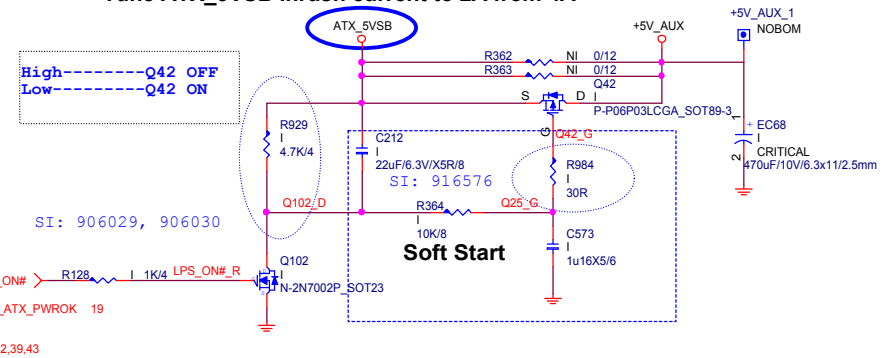 ATX_5VSB
+5V_AUX
+5V_AUX_1
NOBOM
R362 NI 0/12
R363 NI 0/12
High--------Q42 OFF
Low---------Q42 ON
Q42
I
S D
P-P06P03LCGA_SOT89-3
G
Q42_G
R929
I
4.7K/4
C212
I
22uF/6.3V/X5R/8
SI: 916576
R984
I
30R
1
+ EC68
I
CRITICAL
2
470uF/10V/6.3x11/2.5mm
Q102_D
R364
I
10K/8
Q25_G
SI: 906029, 906030
Soft Start
C573
I
1u16X5/6
Q102
I
N-2N7002P_SOT23
_ON# R128 I 1K/4 LPS_ON#_R
_ATX_PWROK 19
2,39,43